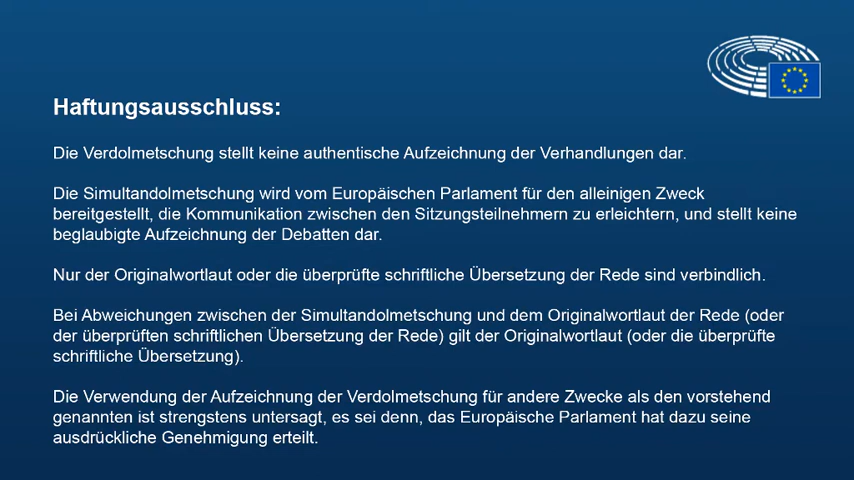 Haftungsausschluss:
Die Verdolmetschung stellt keine authentische Aufzeichnung der Verhandlungen dar.
Die Simultandolmetschung wird vom Europäischen Parlament für den alleinigen Zweck
bereitgestellt, die Kommunikation zwischen den Sitzungsteilnehmern zu erleichtern, und stellt keine
beglaubigte Aufzeichnung der Debatten dar.
Nur der Originalwortlaut oder die überprüfte schriftliche Übersetzung der Rede sind verbindlich.
Bei Abweichungen zwischen der Simultandolmetschung und dem Originalwortlaut der Rede (oder
der überprüften schriftlichen Übersetzung der Rede) gilt der Originalwortlaut (oder die überprüfte
schriftliche Übersetzung).
Die Verwendung der Aufzeichnung der Verdolmetschung für andere Zwecke als den vorstehend
genannten ist strengstens untersagt, es sei denn, das Europäische Parlament hat dazu seine
ausdrückliche Genehmigung erteilt.